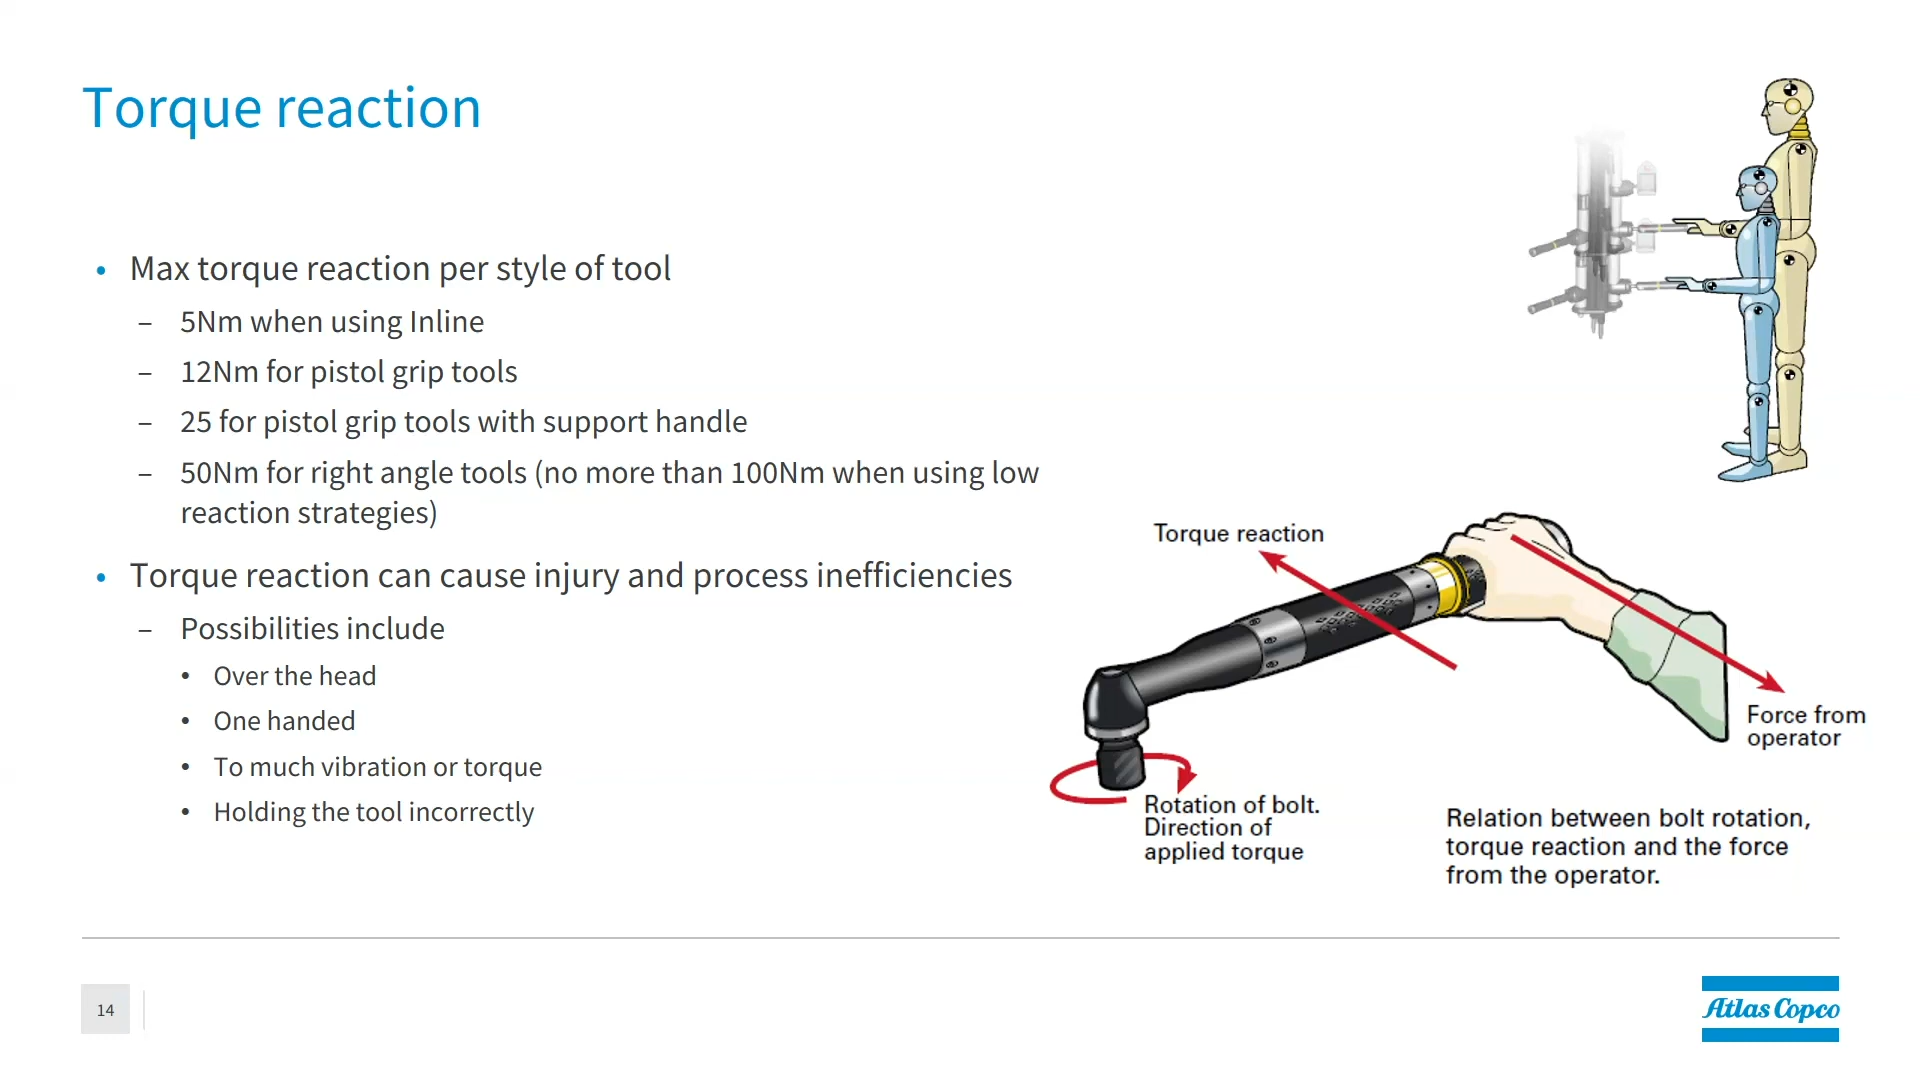 Torque reaction
• Max torque reaction per style of tool
– 5Nm when using Inline
– 12Nm for pistol grip tools
– 25 for pistol grip tools with support handle
– 50Nm for right angle tools (no more than 100Nm when using low
reaction strategies)
• Torque reaction can cause injury and process inefficiencies
– Possibilities include
• Over the head
• One handed
• To much vibration or torque
• Holding the tool incorrectly
Torque reaction
Force from
operator
Rotation of bolt.
Direction of
applied torque
Relation between bolt rotation,
torque reaction and the force
from the operator.
14
Atlas Copco